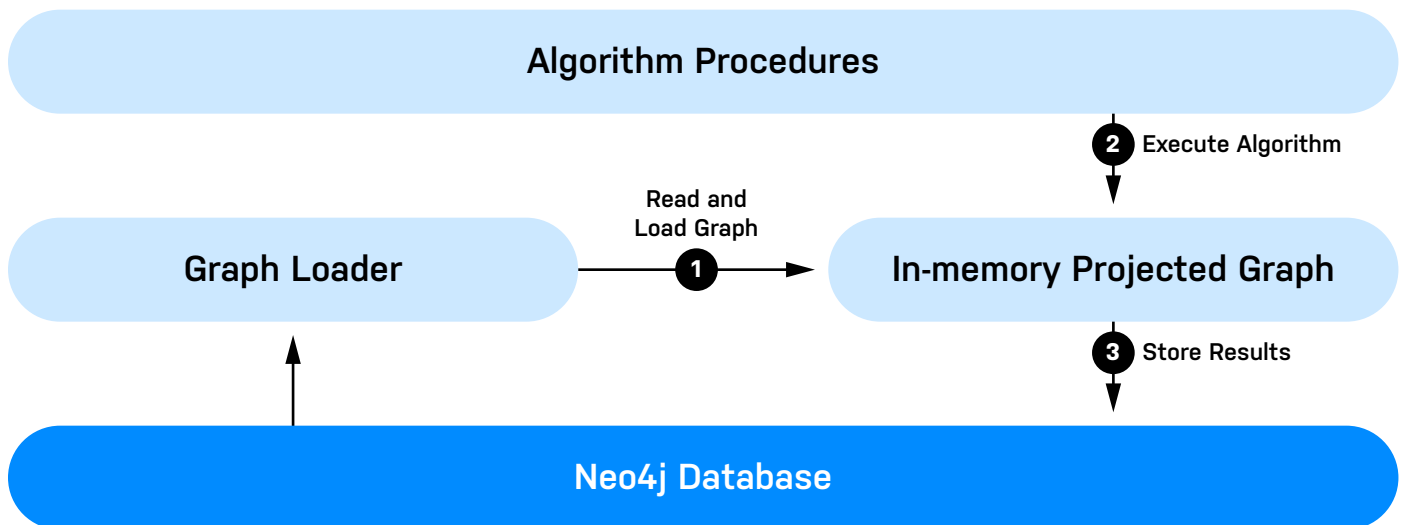 Algorithm Procedures
2 Execute Algorithm
Read and
Load Graph
Graph Loader
1
In-memory Projected Graph
3 Store Results
Neo4j Database